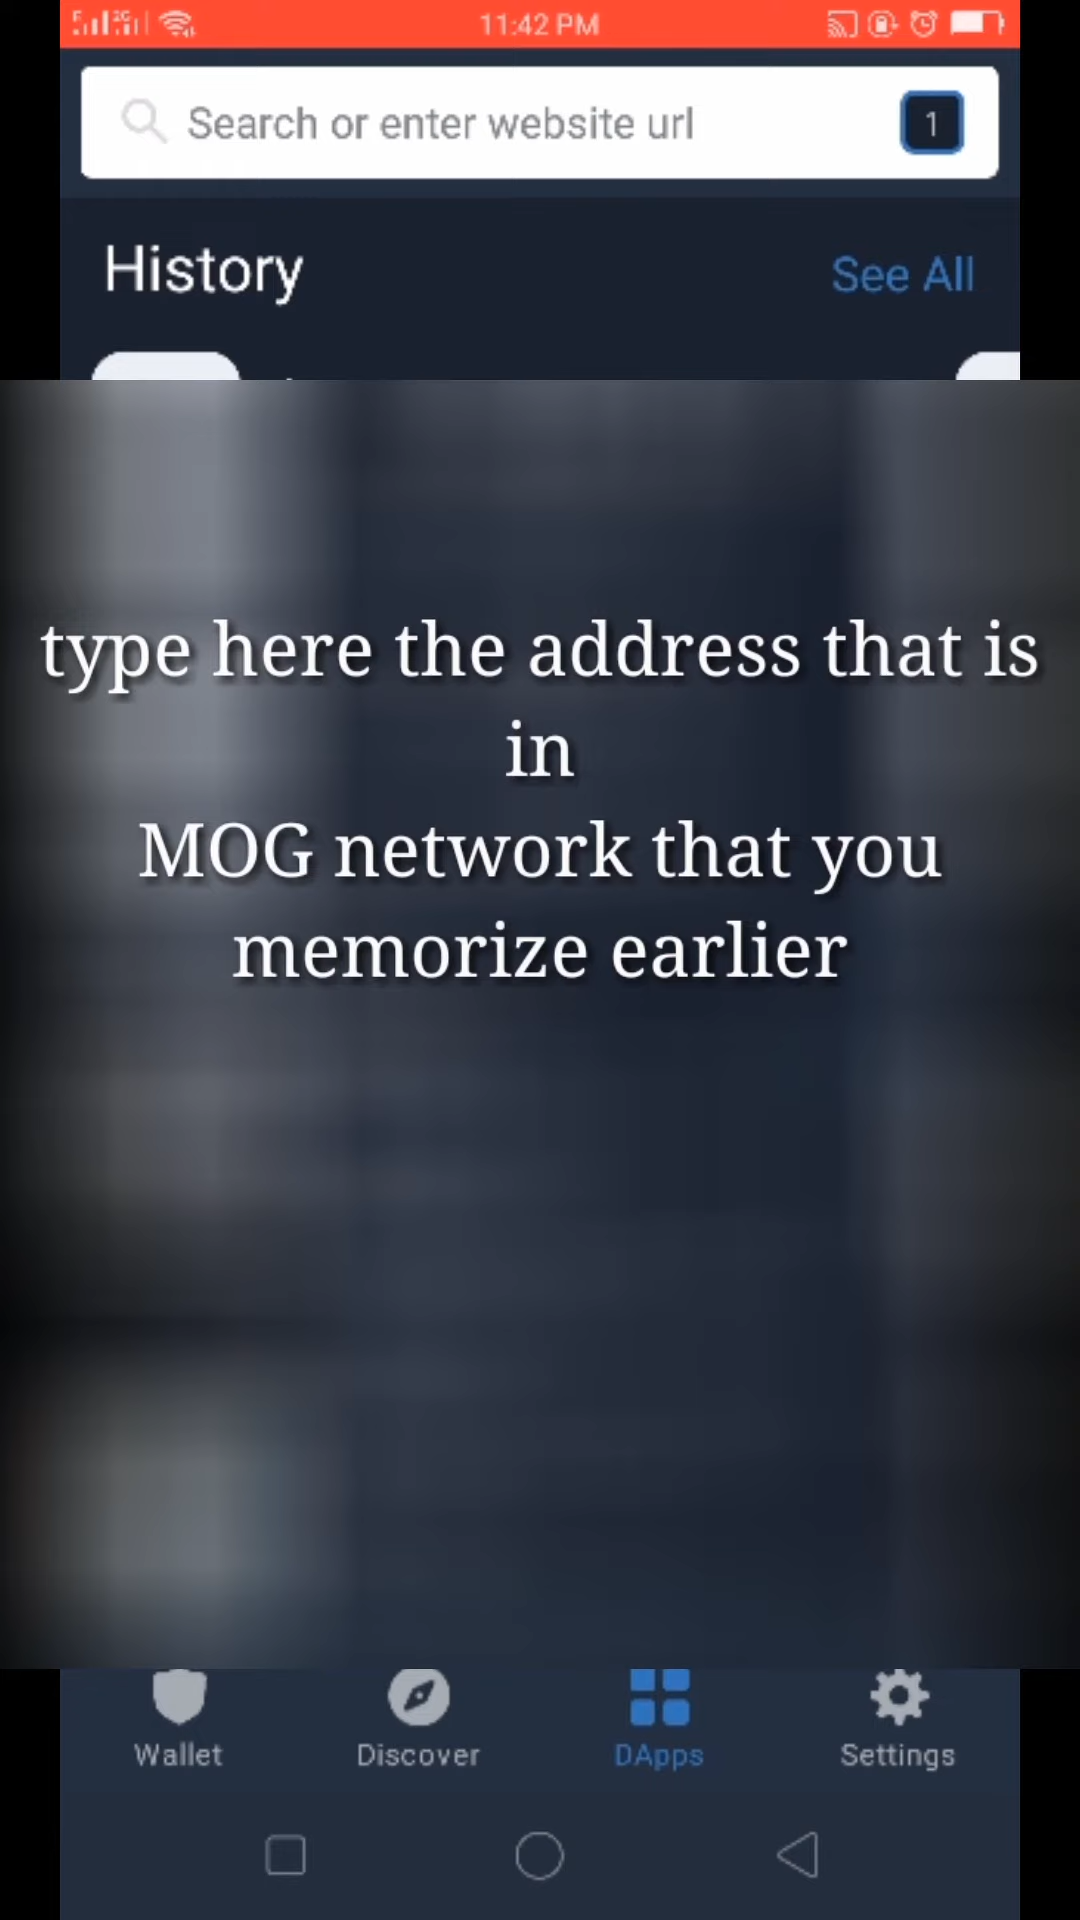 11:42 PM
Search or enter website url
1
History
See All
type here the address that is
in
MOG network that you
memorize earlier
Wallet
Discover
DApps
Settings